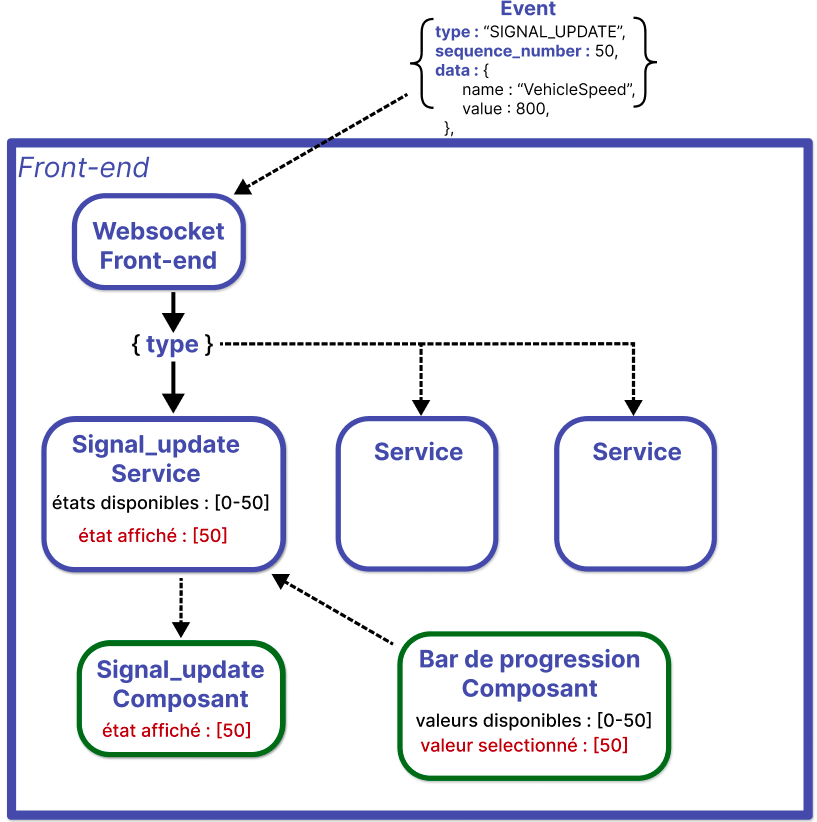 Event
type : “SIGNAL_UPDATE”,
sequence_number : 50,
data : {
name : “VehicleSpeed”,
value : 800,
},
Front-end
Websocket
Front-end
{ type }
Signal_update
Service
états disponibles : [0-50]
état affiché : [50]
Service
Service
Signal_update
Composant
état affiché : [50]
Bar de progression
Composant
valeurs disponibles : [0-50]
valeur selectionné : [50]